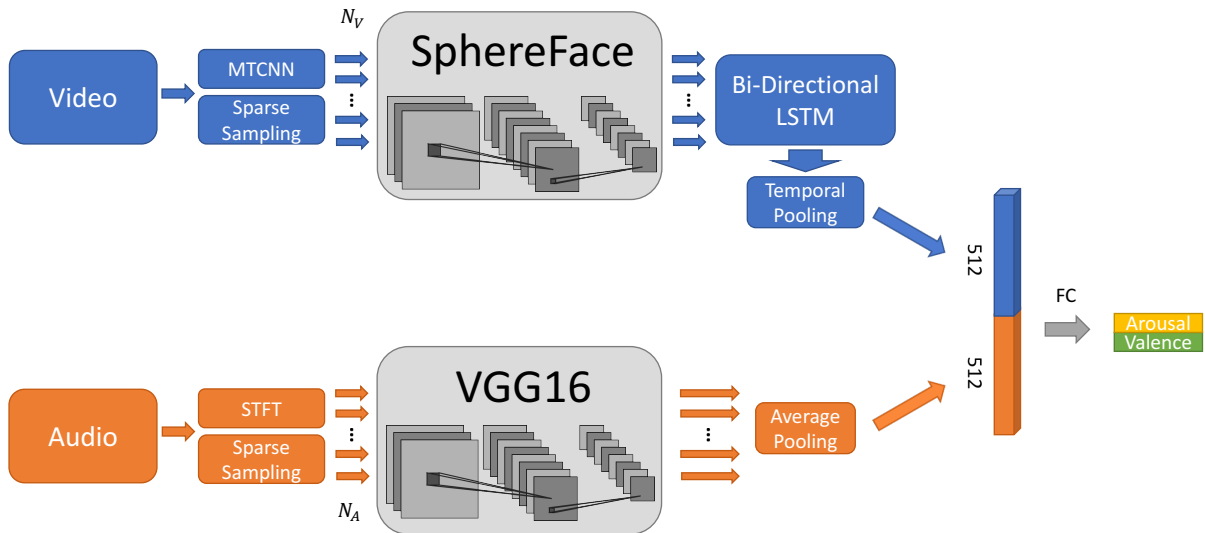 N_V
SphereFace
Video
MTCNN
Sparse
Sampling
⋮
⋮
Bi-Directional
LSTM
Temporal
Pooling
512
FC
Arousal
Valence
512
VGG16
Audio
STFT
Sparse
Sampling
⋮
⋮
Average
Pooling
N_A